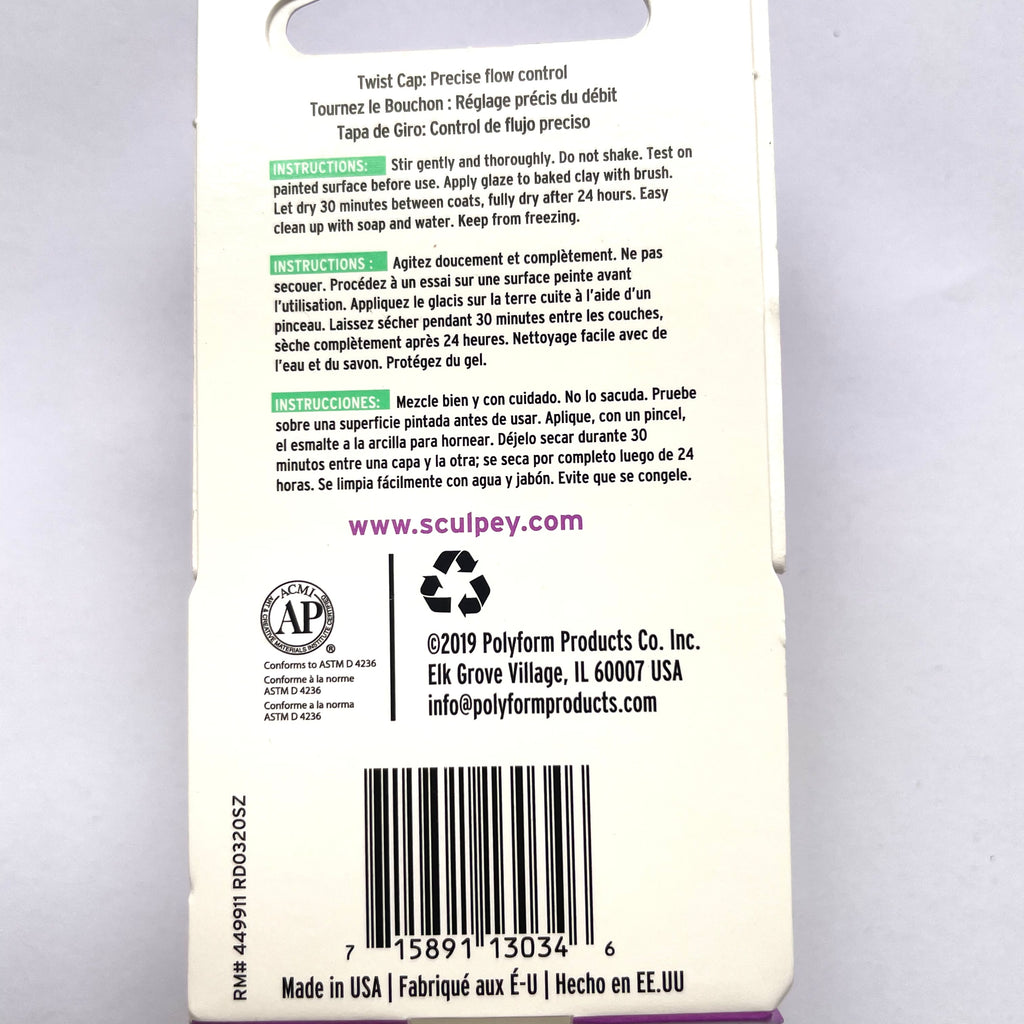 Twist Cap: Precise flow control
Tournez le Bouchon : Réglage précis du débit
Tapa de Giro: Control de flujo preciso
INSTRUCTIONS: Stir gently and thoroughly. Do not shake. Test on
painted surface before use. Apply glaze to baked clay with brush.
Let dry 30 minutes between coats, fully dry after 24 hours. Easy
clean up with soap and water. Keep from freezing.
INSTRUCTIONS : Agitez doucement et complètement. Ne pas
secouer. Procédez à un essai sur une surface peinte avant
l'utilisation. Appliquez le glacis sur la terre cuite à l'aide d'un
pinceau. Laissez sécher pendant 30 minutes entre les couches,
sèche complètement après 24 heures. Nettoyage facile avec de
l'eau et du savon. Protégez du gel.
INSTRUCCIONES: Mezcle bien y con cuidado. No lo sacuda. Pruebe
sobre una superficie pintada antes de usar. Aplique, con un pincel,
el esmalte a la arcilla para hornear. Déjelo secar durante 30
minutos entre una capa y la otra; se seca por completo luego de 24
horas. Se limpia fácilmente con agua y jabón. Evite que se congele.
www.sculpey.com
ACMI
AP
ART & CREATIVE MATERIALS INSTITUTE CERTIFIED
®
Conforms to ASTM D 4236
Conforme à la norme
ASTM D 4236
Conforme a la norma
ASTM D 4236
©2019 Polyform Products Co. Inc.
Elk Grove Village, IL 60007 USA
info@polyformproducts.com
RM# 449911 RD0320SZ
7 15891 13034 6
Made in USA | Fabriqué aux É-U | Hecho en EE.UU